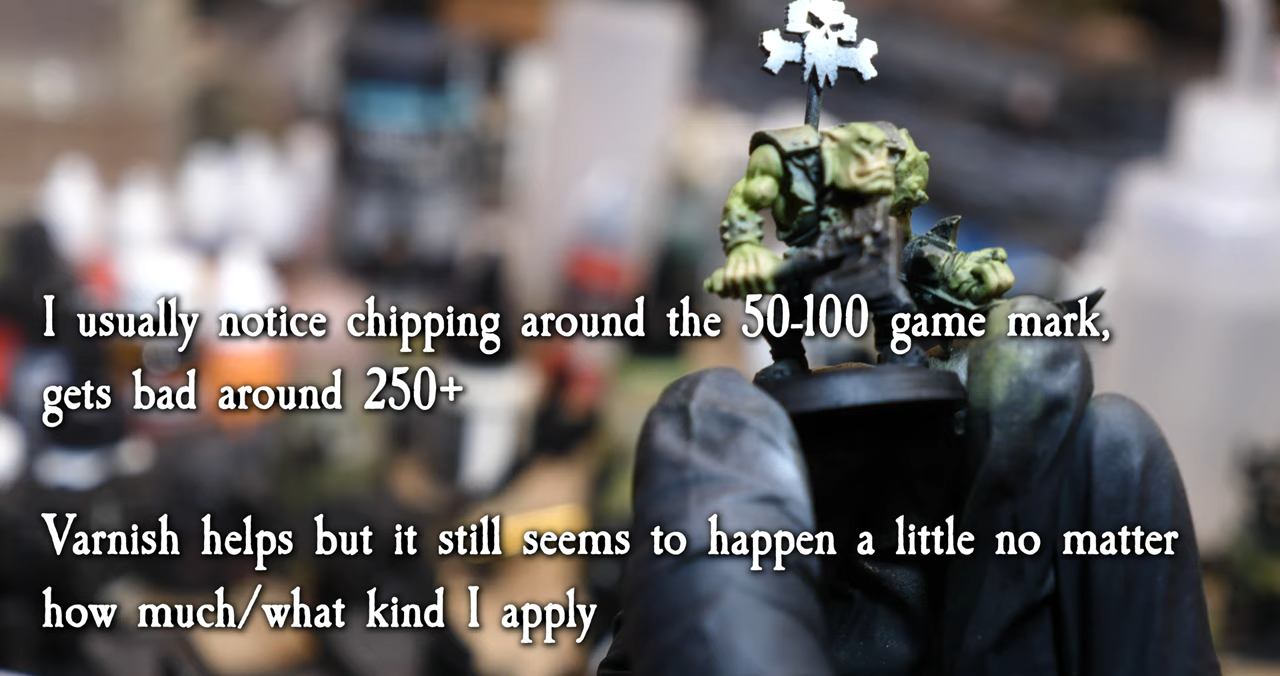 I usually notice chipping around the 50-100 game mark,
gets bad around 250+
Varnish helps but it still seems to happen a little no matter
how much/what kind I apply